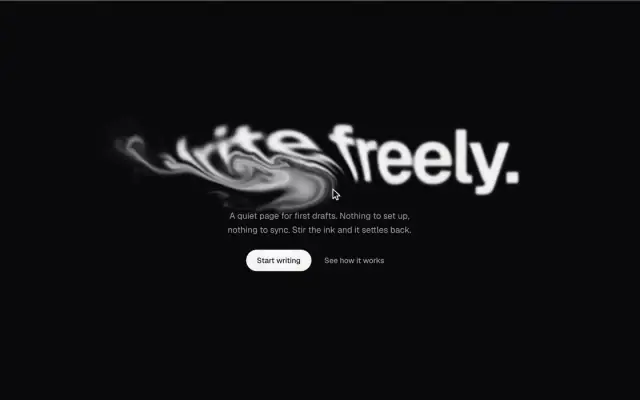 write freely.
A quiet page for first drafts. Nothing to set up,
nothing to sync. Stir the ink and it settles back.
Start writing
See how it works